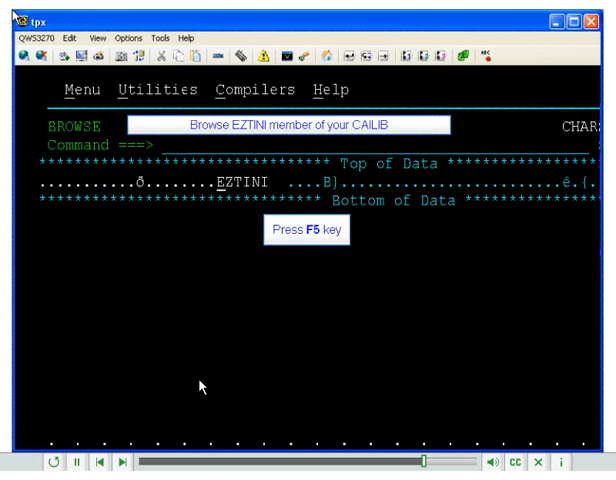 tpx
QWS3270 Edit View Options Tools Help
ABC
Menu Utilities Compilers Help
BROWSE Browse EZTINI member of your CAILIB CHAR
Command ===>
********************************* Top of Data ******************
...........ð........EZTINI ....B}............................ê.{.
******************************** Bottom of Data *****************
Press F5 key
CC